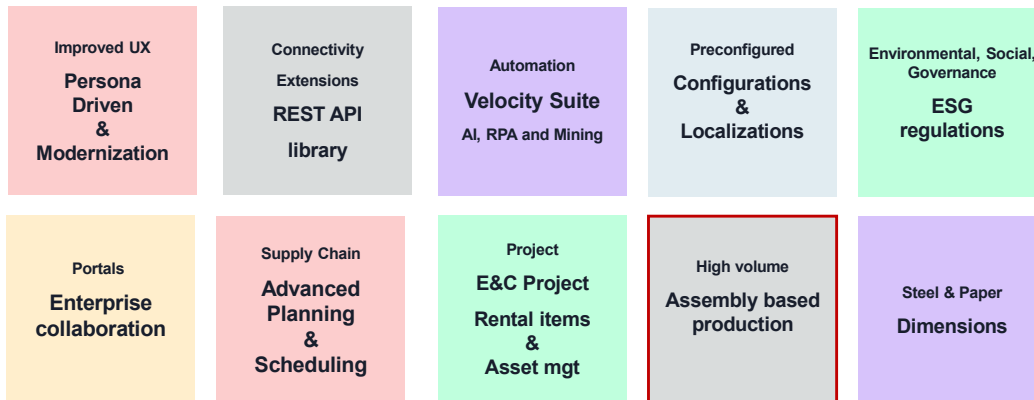 Improved UX
Persona
Driven
&
Modernization
Connectivity
Extensions
REST API
library
Automation
Velocity Suite
AI, RPA and Mining
Preconfigured
Configurations
&
Localizations
Environmental, Social,
Governance
ESG
regulations
Portals
Enterprise
collaboration
Supply Chain
Advanced
Planning
&
Scheduling
Project
E&C Project
Rental items
&
Asset mgt
High volume
Assembly based
production
Steel & Paper
Dimensions